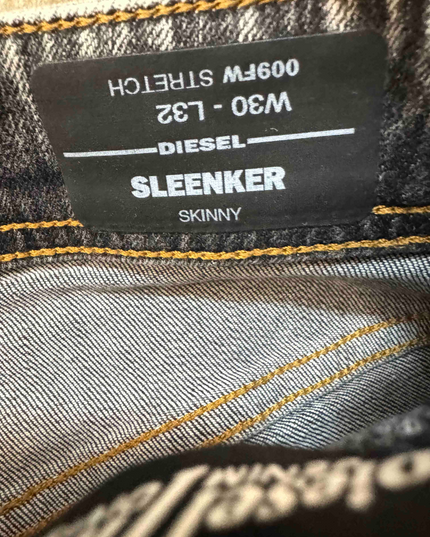 009FW STRETCH
W30 - L32
DIESEL
SLEENKER
SKINNY